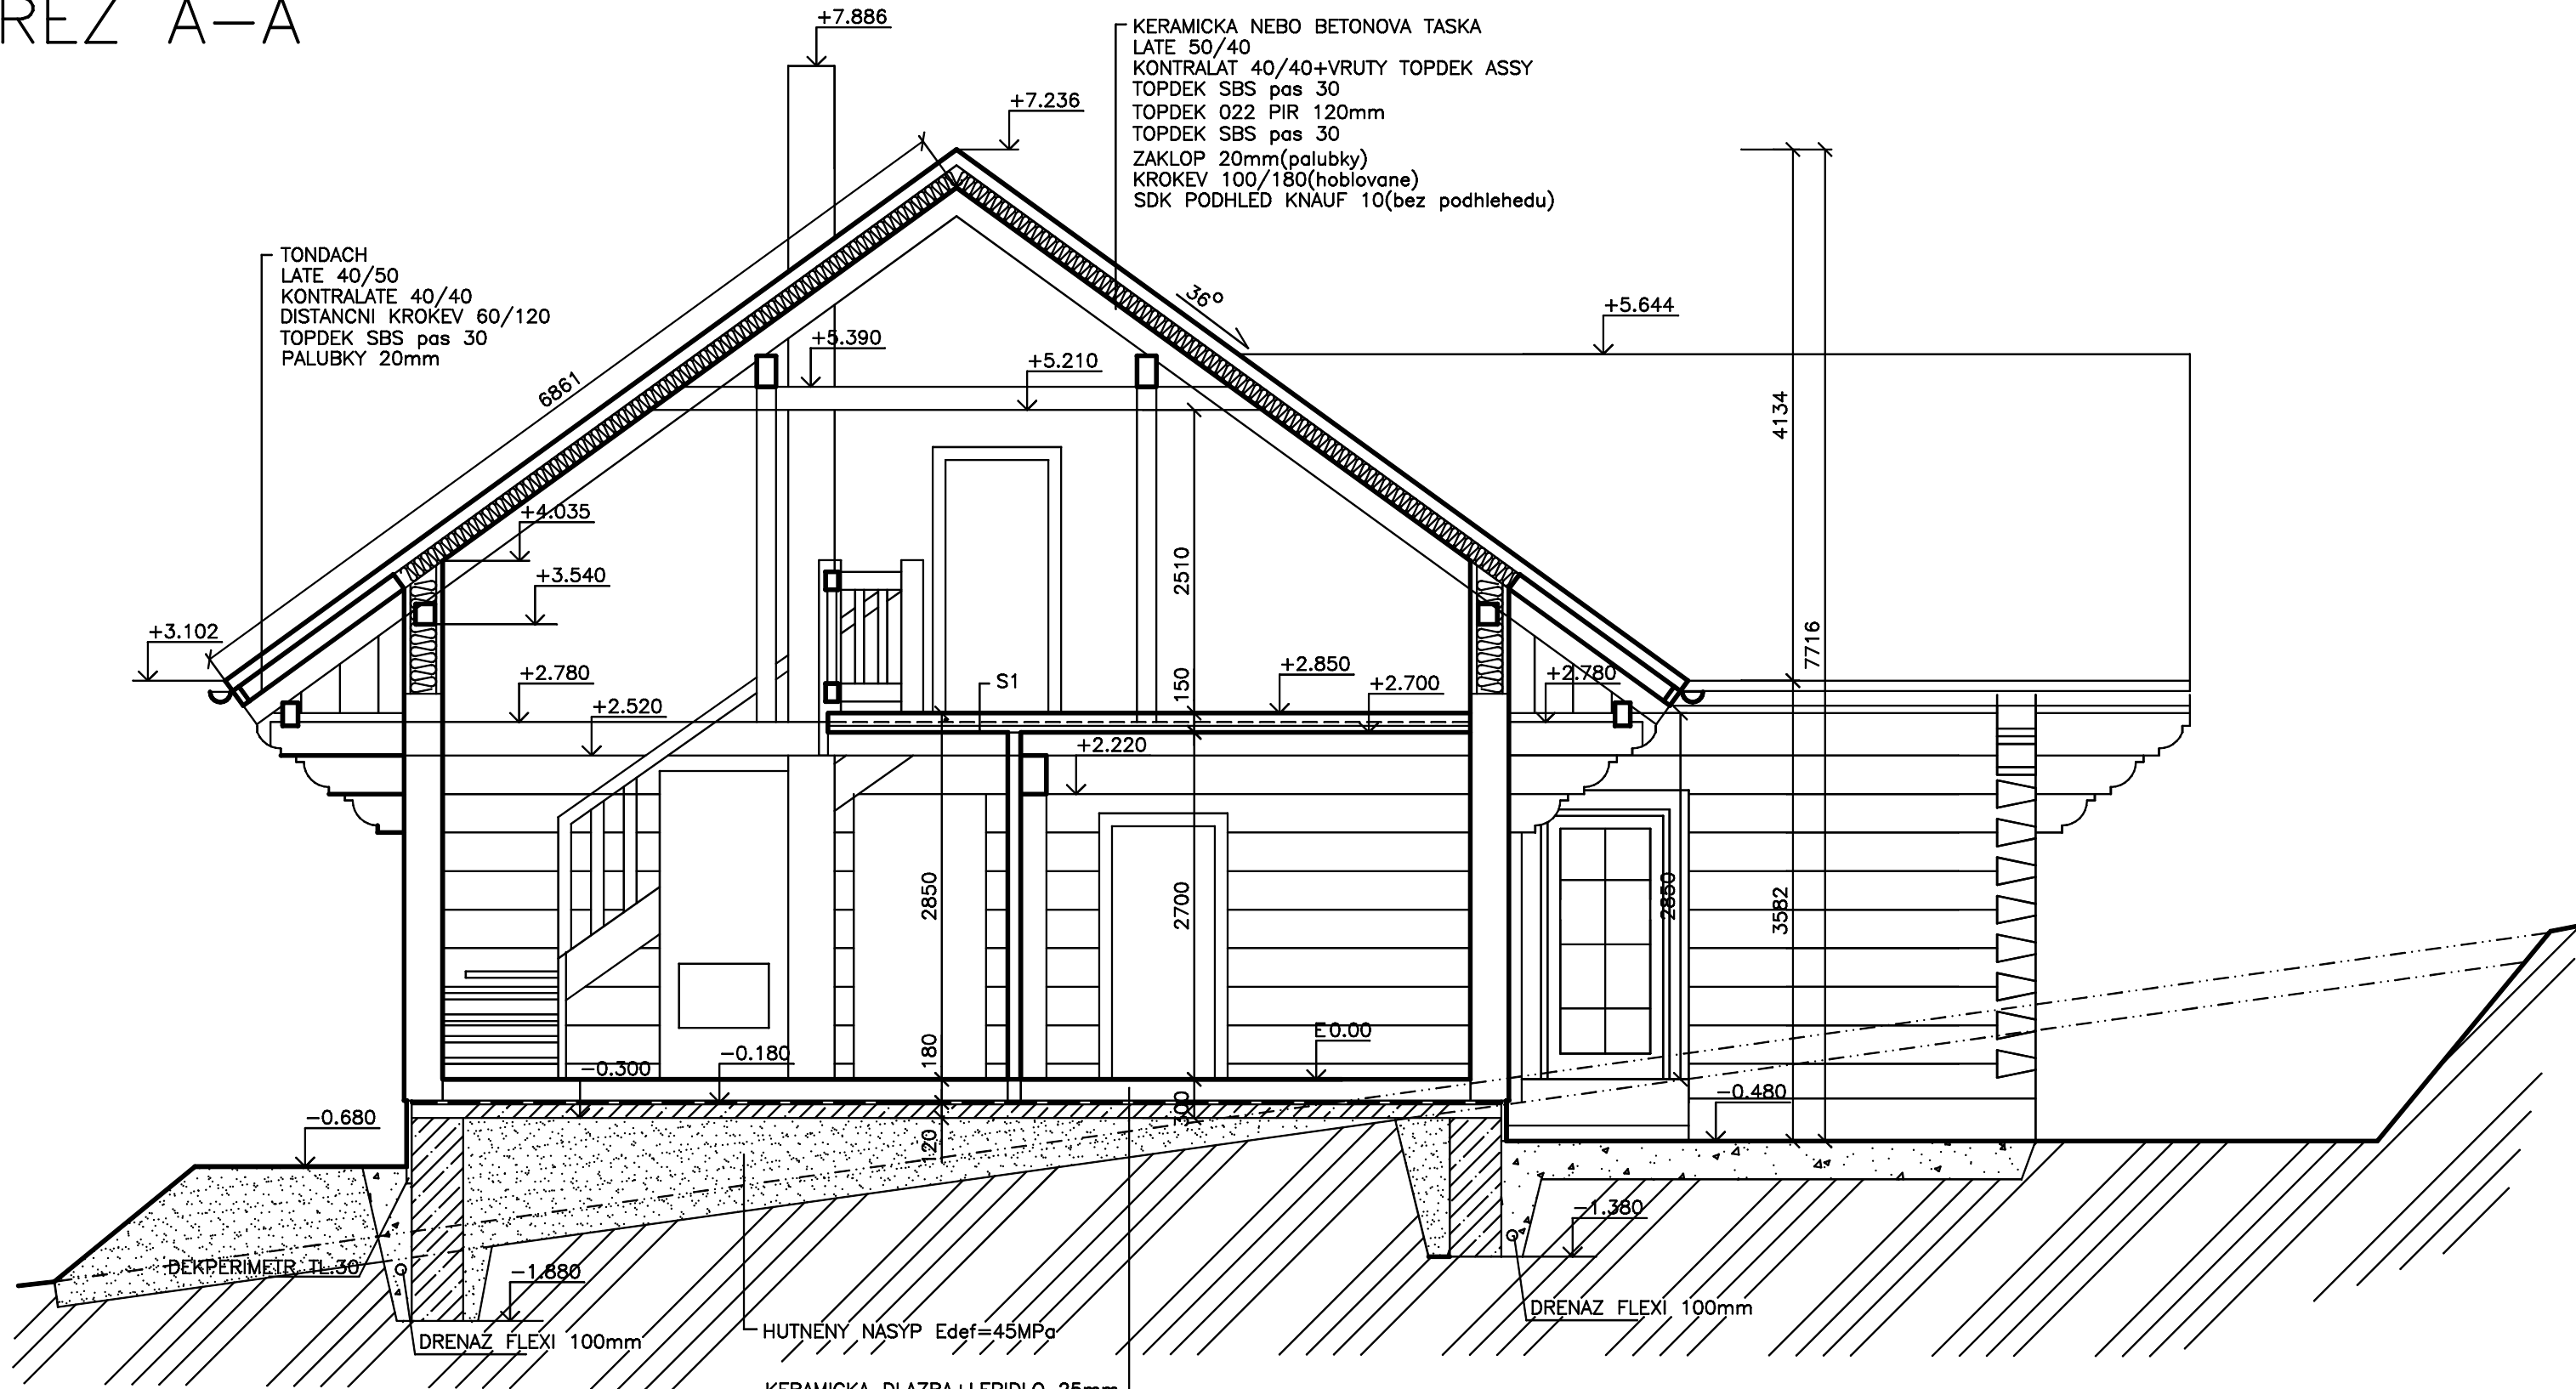 REZ A-A
+7.886
KERAMICKA NEBO BETONOVA TASKA
LATE 50/40
KONTRALAT 40/40+VRUTY TOPDEK ASSY
TOPDEK SBS pas 30
TOPDEK 022 PIR 120mm
TOPDEK SBS pas 30
ZAKLOP 20mm(palubky)
KROKEV 100/180(hoblovane)
SDK PODHLED KNAUF 10(bez podhlehedu)
+7.236
TONDACH
LATE 40/50
KONTRALATE 40/40
DISTANCNI KROKEV 60/120
TOPDEK SBS pas 30
PALUBKY 20mm
36°
+5.644
+5.390
+5.210
6861
4134
+4.035
+3.540
2510
+3.102
7716
+2.780
+2.520
S1
150
+2.850
+2.700
+2.780
+2.220
2850
2700
2850
3582
E0.00
180
-0.300
-0.180
-0.680
300
-0.480
120
-1.380
DEKPERIMETR TL.30
-1.880
DRENAZ FLEXI 100mm
DRENAZ FLEXI 100mm
HUTNENY NASYP Edef=45MPa
KERAMICKA DLAZBA+LEPIDLO 25mm